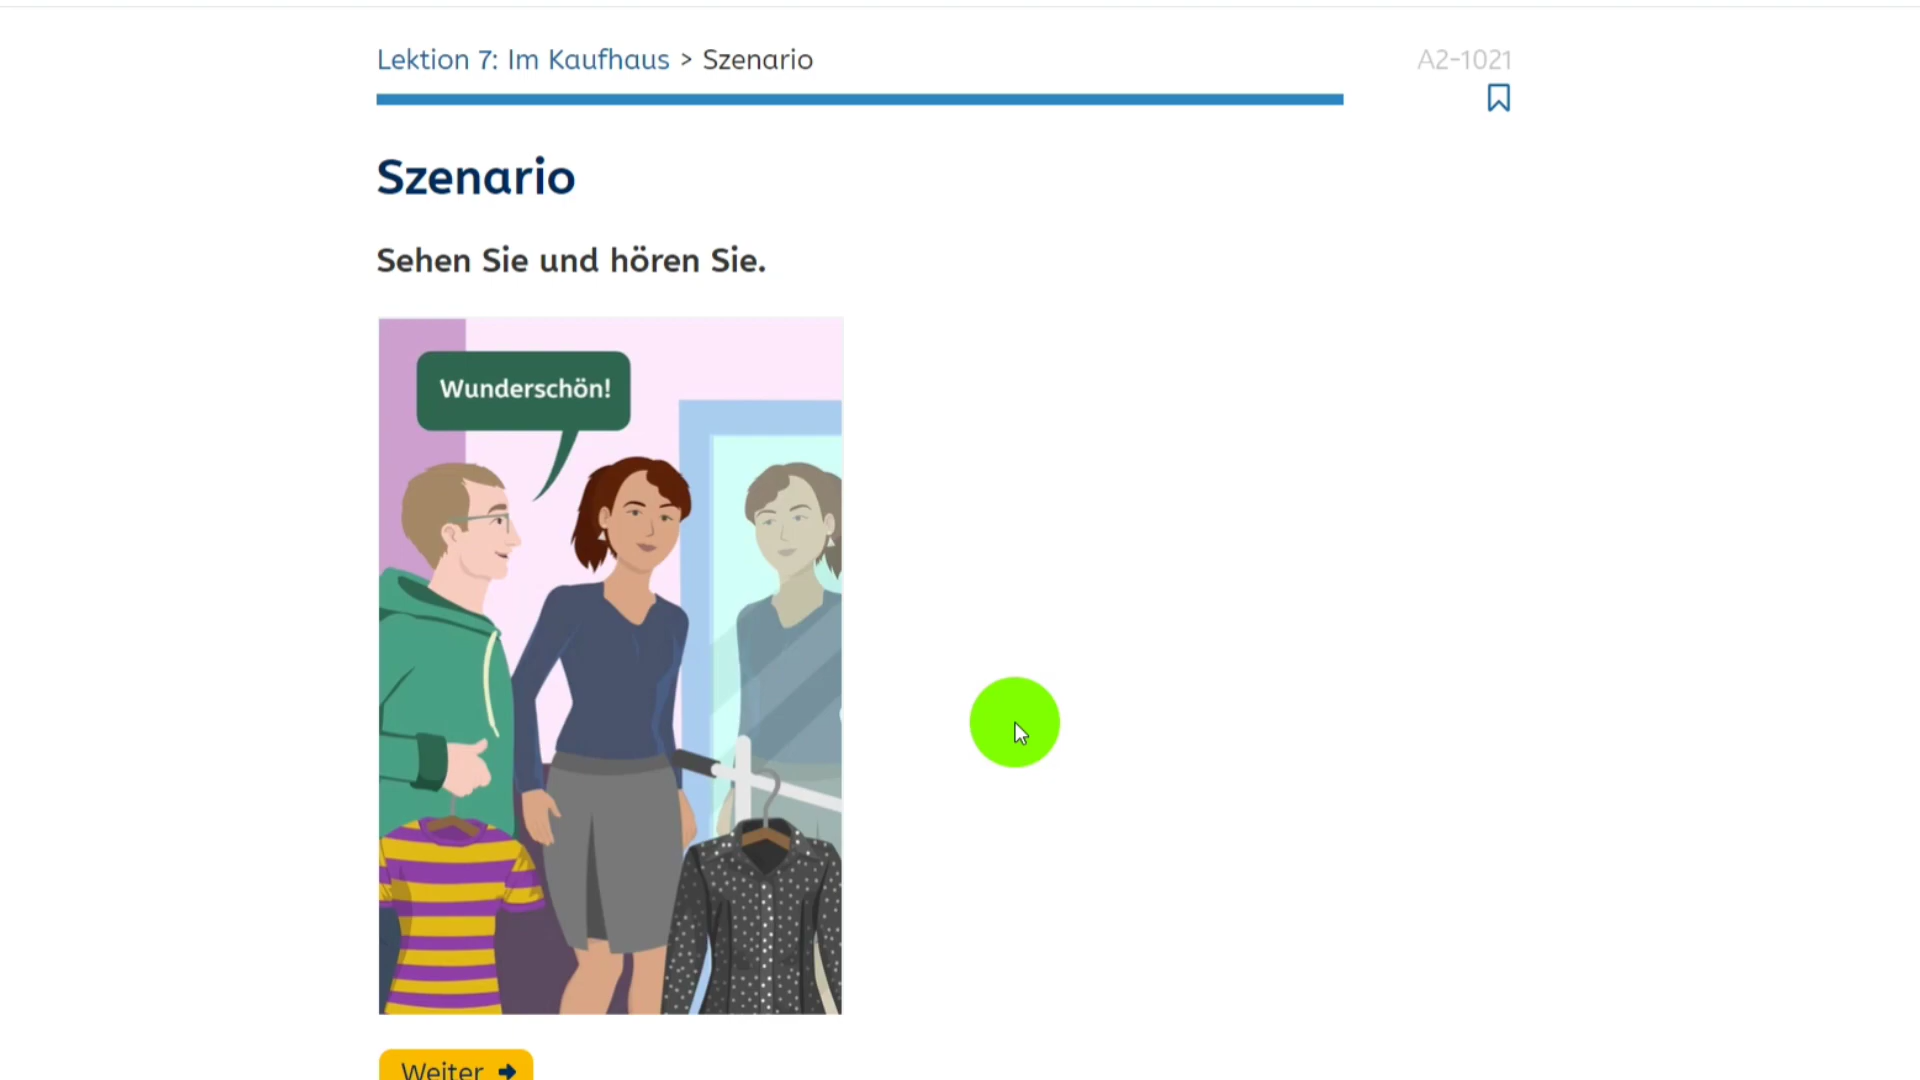 Lektion 7: Im Kaufhaus > Szenario
A2-1021
Szenario
Sehen Sie und hören Sie.
Wunderschön!
Weiter